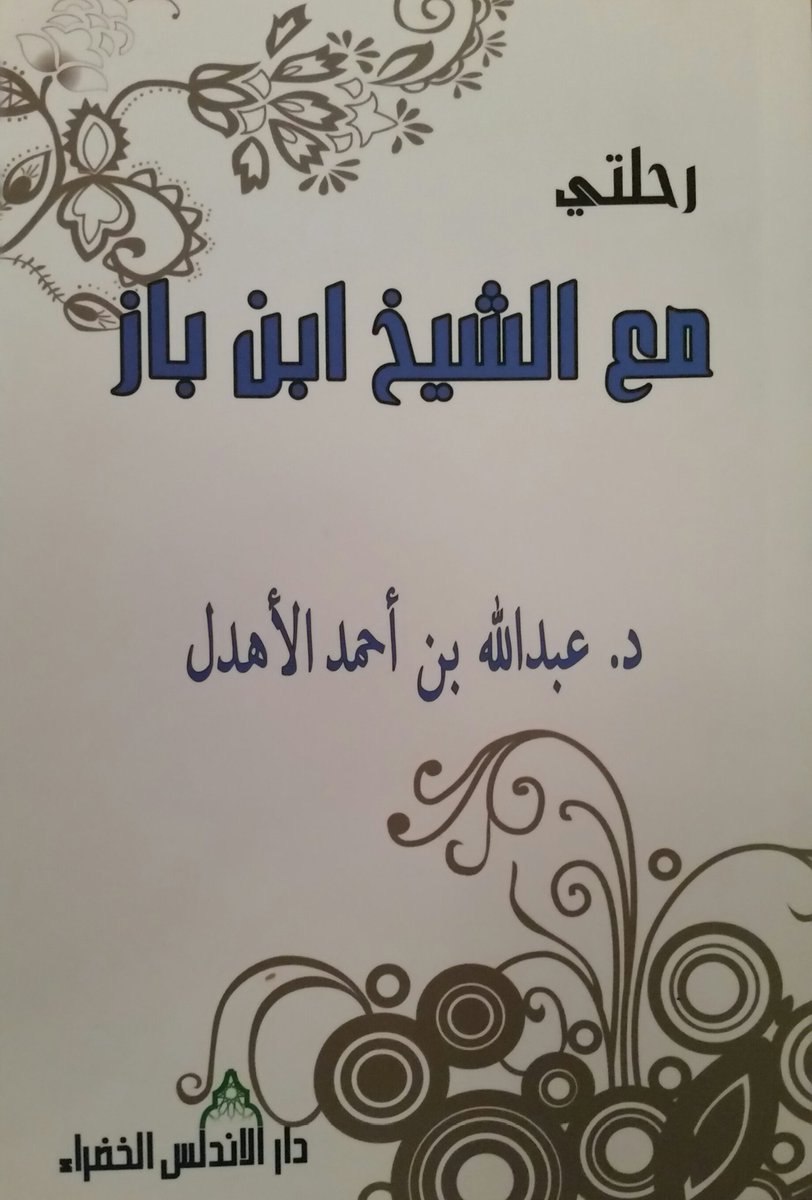 رحلتي
مع الشيخ ابن باز
د. عبدالله بن أحمد الأهدل
دار الاندلس الخضراء